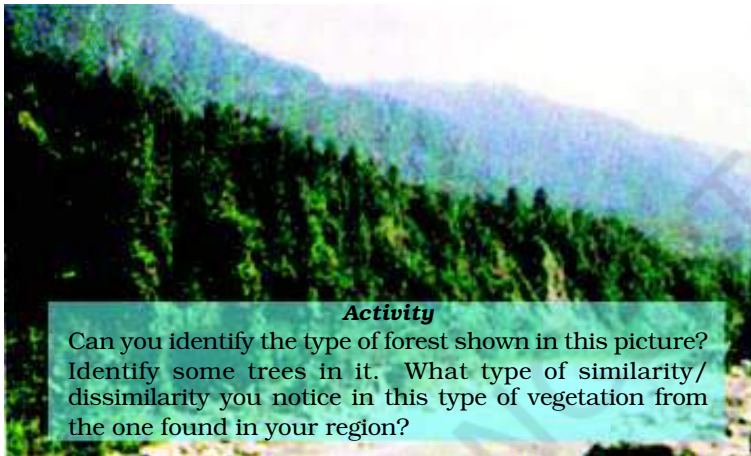 Activity
Can you identify the type of forest shown in this picture?
Identify some trees in it. What type of similarity/
dissimilarity you notice in this type of vegetation from
the one found in your region?